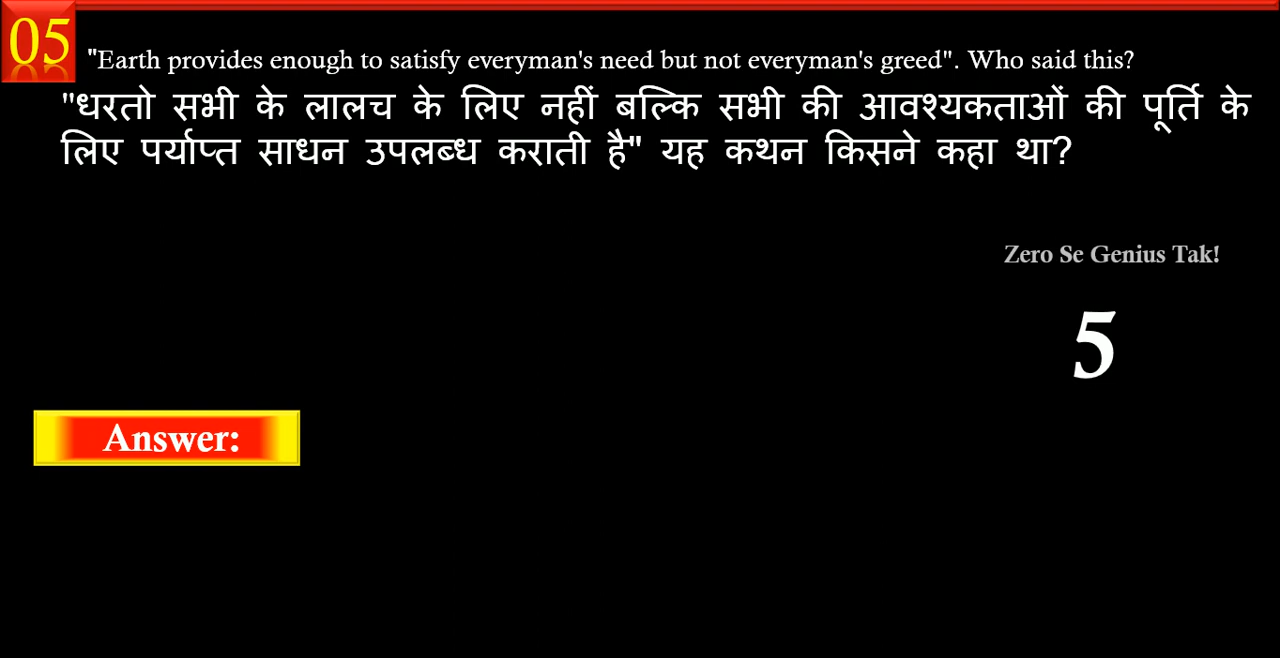 05
"Earth provides enough to satisfy everyman's need but not everyman's greed". Who said this?
"धरतो सभी के लालच के लिए नहीं बल्कि सभी की आवश्यकताओं की पूर्ति के
लिए पर्याप्त साधन उपलब्ध कराती है" यह कथन किसने कहा था?
Zero Se Genius Tak!
5
Answer: